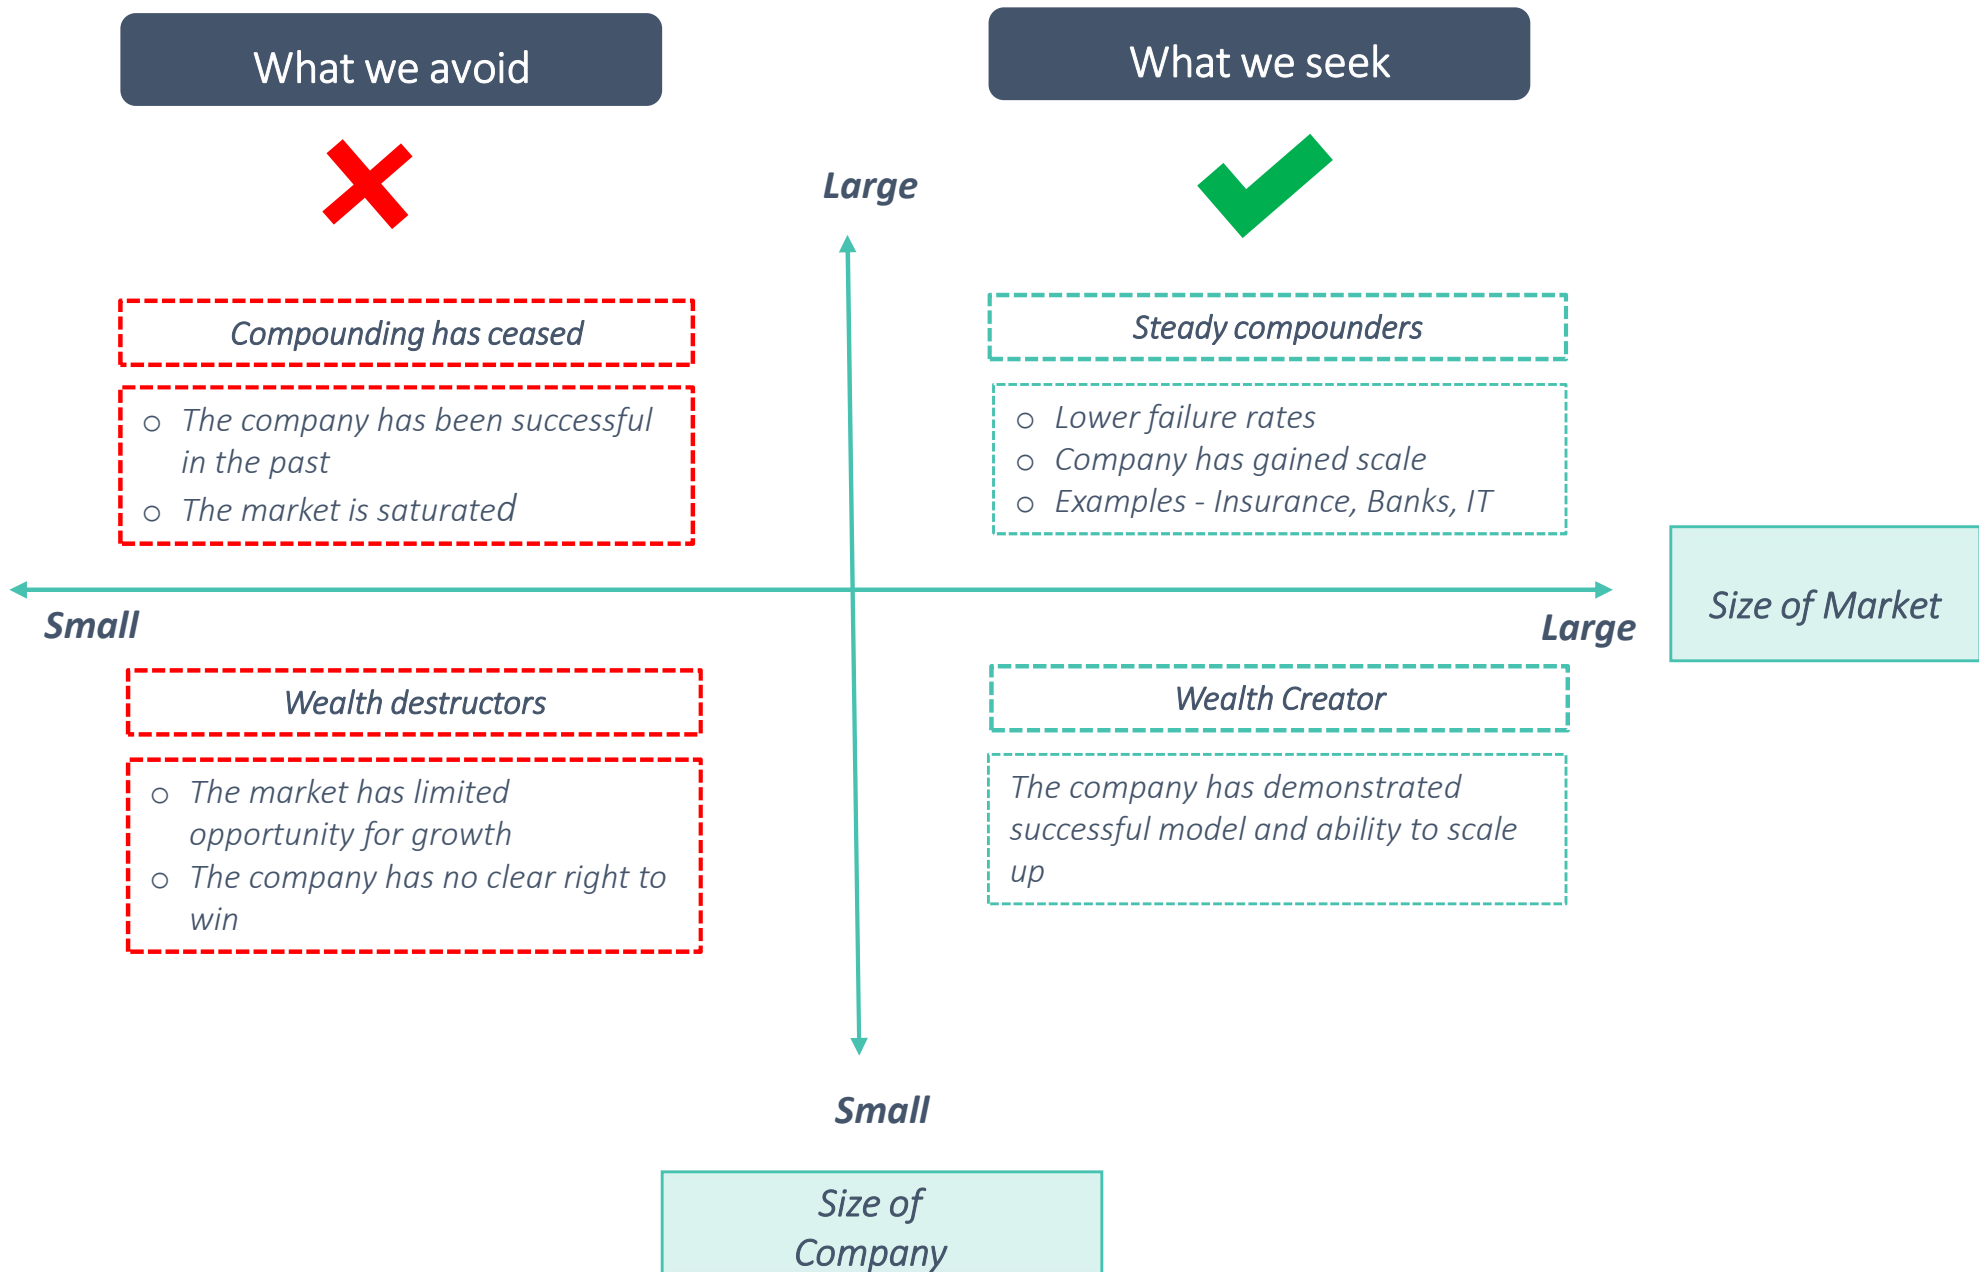 What we avoid
What we seek
Large
Compounding has ceased
Steady compounders
o The company has been successful
in the past
o The market is saturated
o Lower failure rates
o Company has gained scale
o Examples - Insurance, Banks, IT
Size of Market
Small
Large
Wealth destructors
Wealth Creator
o The market has limited
opportunity for growth
o The company has no clear right to
win
The company has demonstrated
successful model and ability to scale
up
Small
Size of
Company